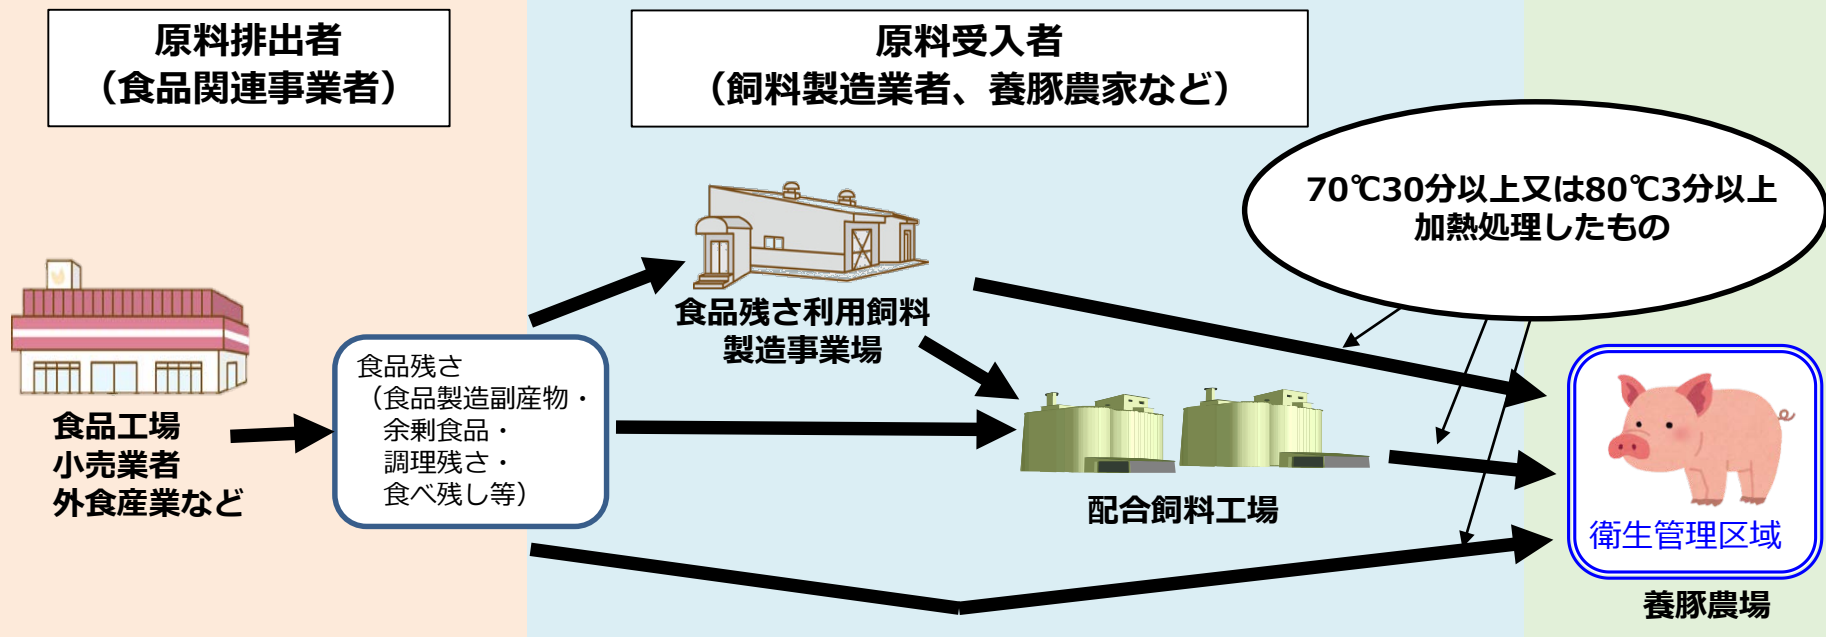 原料排出者
（食品関連事業者）
原料受入者
（飼料製造業者、養豚農家など）
70℃30分以上又は80℃3分以上
加熱処理したもの
食品残さ利用飼料
製造事業場
食品工場
小売業者
外食産業など
食品残さ
（食品製造副産物・
余剰食品・
調理残さ・
食べ残し等）
配合飼料工場
衛生管理区域
養豚農場